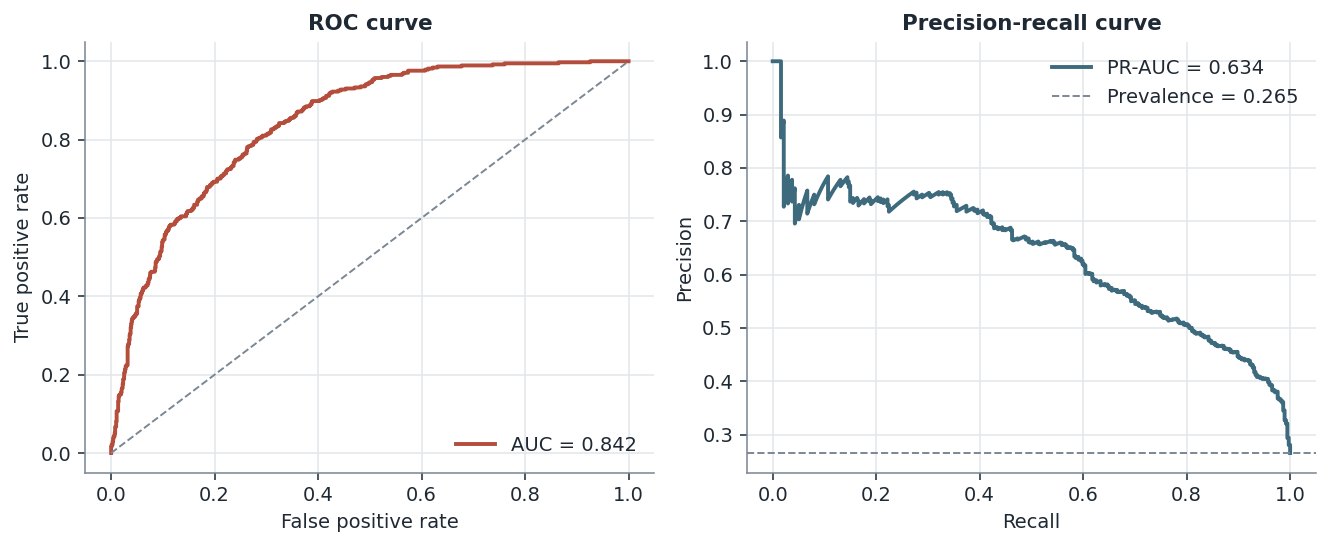 ROC curve
True positive rate
1.0
0.8
0.6
0.4
0.2
0.0
AUC = 0.842
0.0 0.2 0.4 0.6 0.8 1.0
False positive rate
Precision-recall curve
Precision
1.0
0.9
0.8
0.7
0.6
0.5
0.4
0.3
PR-AUC = 0.634
Prevalence = 0.265
0.0 0.2 0.4 0.6 0.8 1.0
Recall